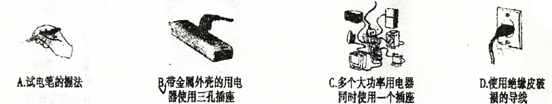 A.试电笔的握法
B.带金属外壳的用电
器使用三孔插座
C.多个大功率用电器
同时使用一个插座
D.使用绝缘皮破
损的导线